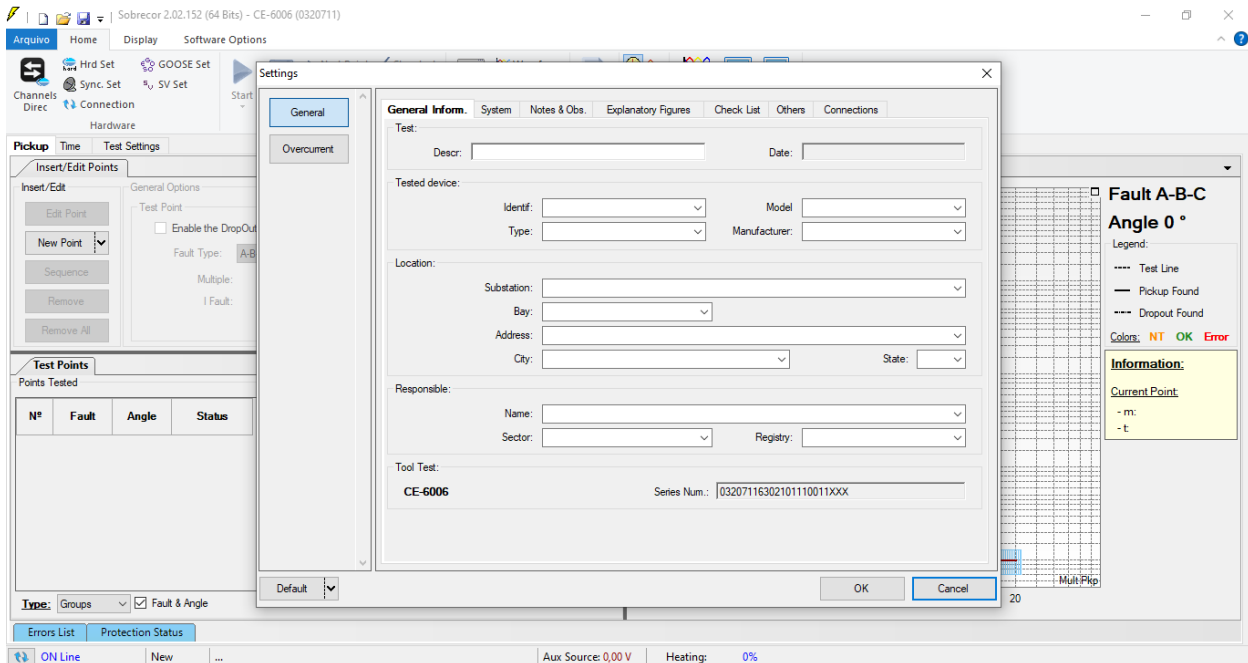 Sobrecor 2.02.152 (64 Bits) - CE-6006 (0320711)
Arquivo Home Display Software Options
Channels Direc
Hrd Set
Sync. Set
Connection
GOOSE Set
SV Set
Hardware
Start
Pickup Time Test Settings
Insert/Edit Points
Insert/Edit
Edit Point
New Point
Sequence
Remove
Remove All
General Options
Test Point
Enable the DropOut
Fault Type: A-B
Multiple:
I Fault:
Test Points
Points Tested
Nº Fault Angle Status
Type: Groups Fault & Angle
Settings
General
Overcurrent
General Inform. System Notes & Obs. Explanatory Figures Check List Others Connections
Test:
Descr: Date:
Tested device:
Identif: Model
Type: Manufacturer:
Location:
Substation:
Bay:
Address:
City: State:
Responsible:
Name:
Sector: Registry:
Tool Test:
CE-6006 Series Num.: 03207116302101110011XXX
Default OK Cancel
Fault A-B-C
Angle 0 °
Legend:
Test Line
Pickup Found
Dropout Found
Colors: NT OK Error
Information:
Current Point:
- m:
- t:
Mult Pkp
20
Errors List Protection Status
ON Line New ... Aux Source: 0,00 V Heating: 0%